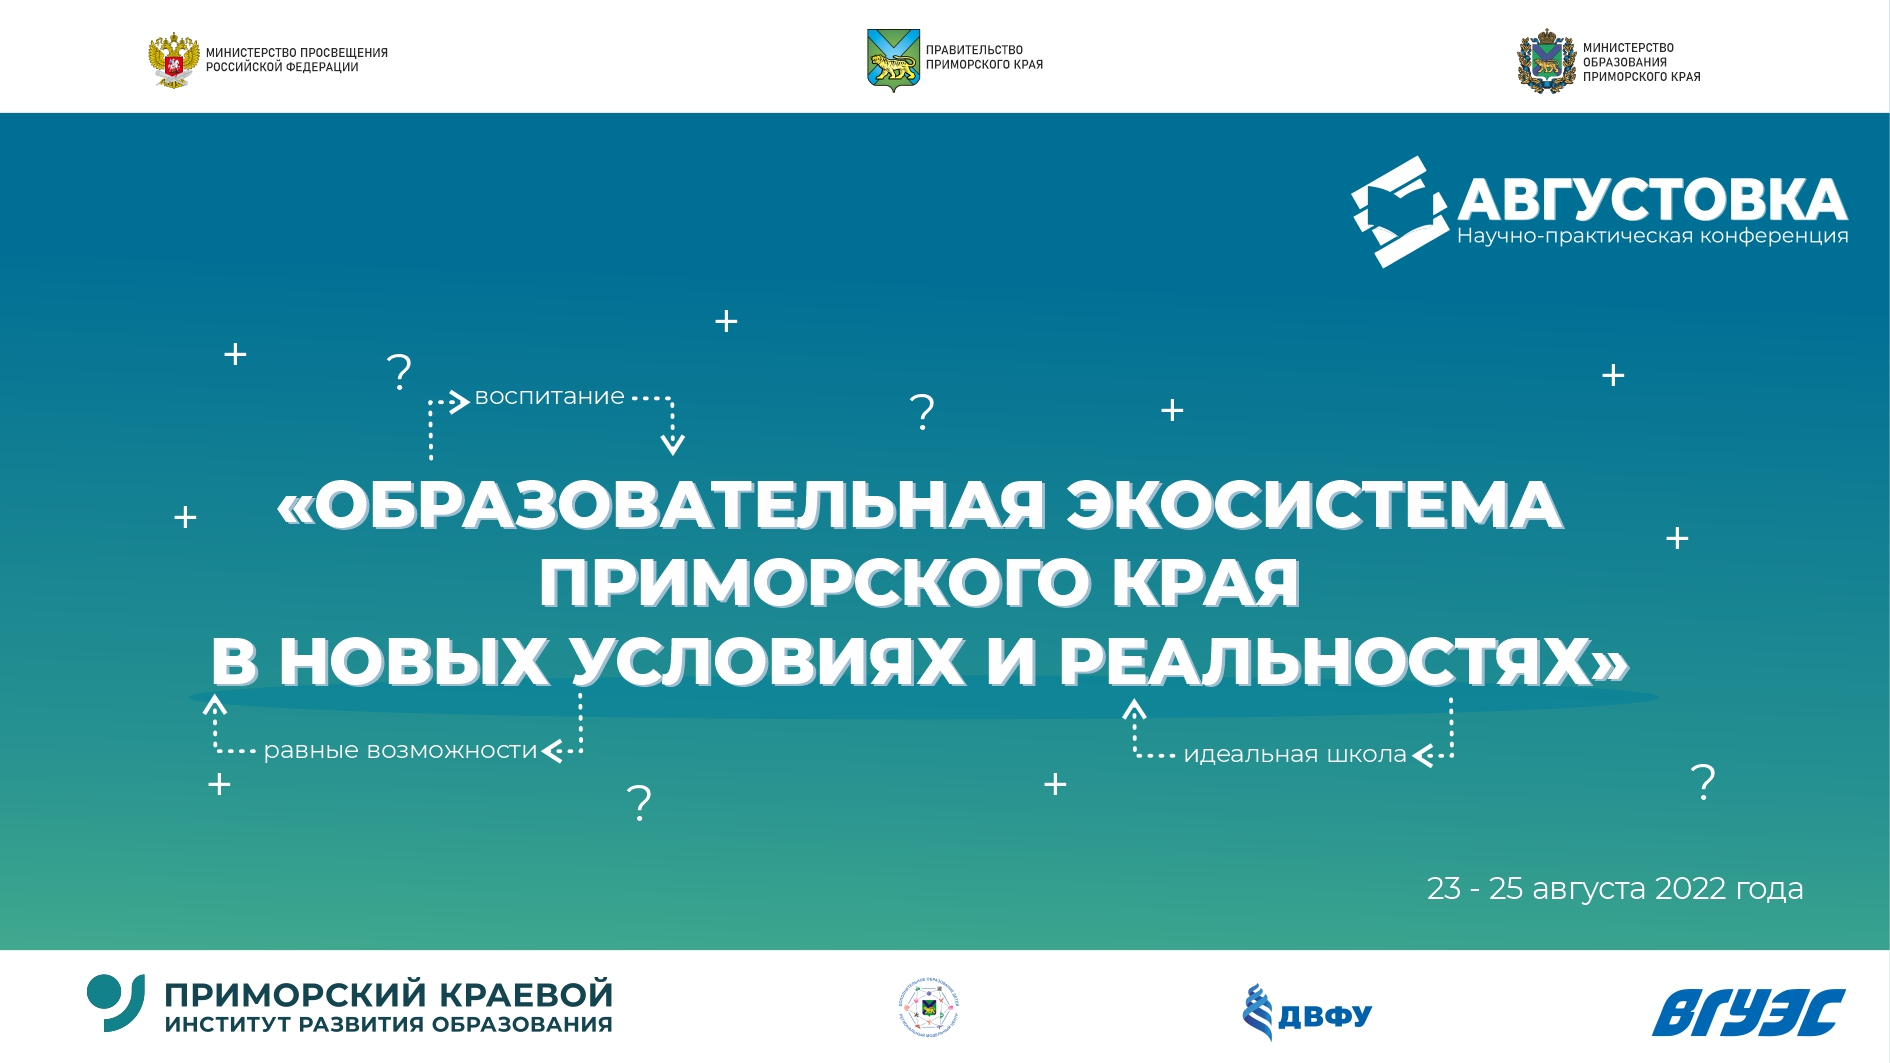 МИНИСТЕРСТВО ПРОСВЕЩЕНИЯ
РОССИЙСКОЙ ФЕДЕРАЦИИ
ПРАВИТЕЛЬСТВО
ПРИМОРСКОГО КРАЯ
МИНИСТЕРСТВО
ОБРАЗОВАНИЯ
ПРИМОРСКОГО КРАЯ
АВГУСТОВКА
Научно-практическая конференция
воспитание
«ОБРАЗОВАТЕЛЬНАЯ ЭКОСИСТЕМА
ПРИМОРСКОГО КРАЯ
В НОВЫХ УСЛОВИЯХ И РЕАЛЬНОСТЯХ»
равные возможности
идеальная школа
23 - 25 августа 2022 года
ПРИМОРСКИЙ КРАЕВОЙ
ИНСТИТУТ РАЗВИТИЯ ОБРАЗОВАНИЯ
ДВФУ
ВГУЭС